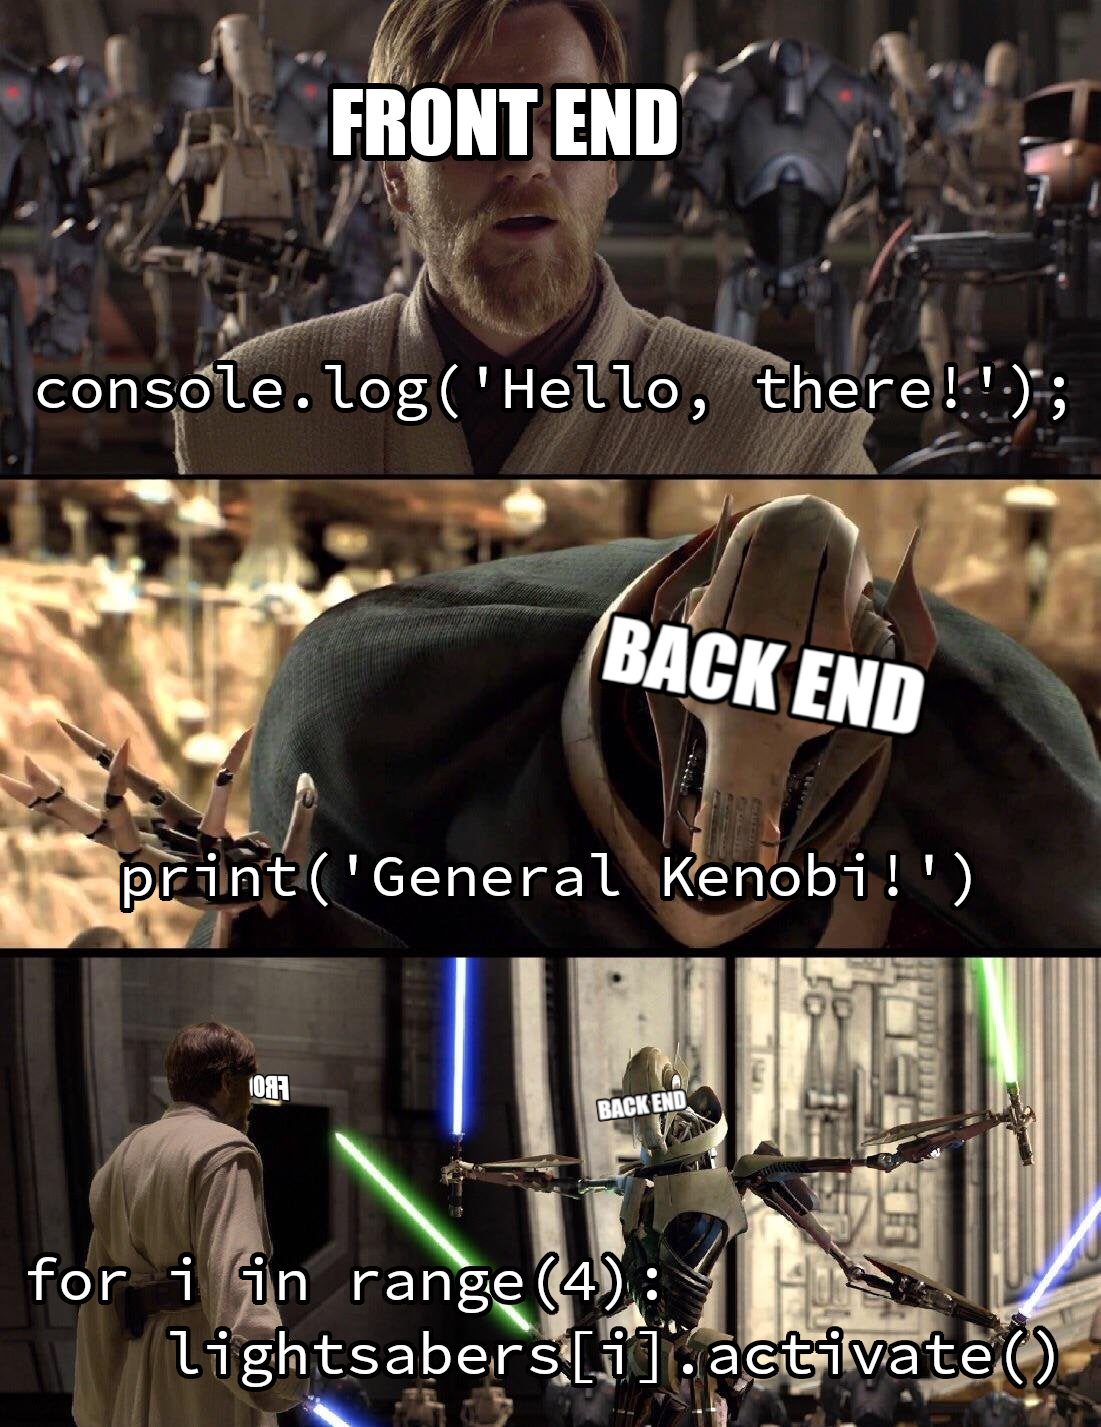 FRONT END
console.log('Hello, there!');
BACK END
print('General Kenobi!')
FRO
BACK END
for i in range(4):
    lightsabers[i].activate()